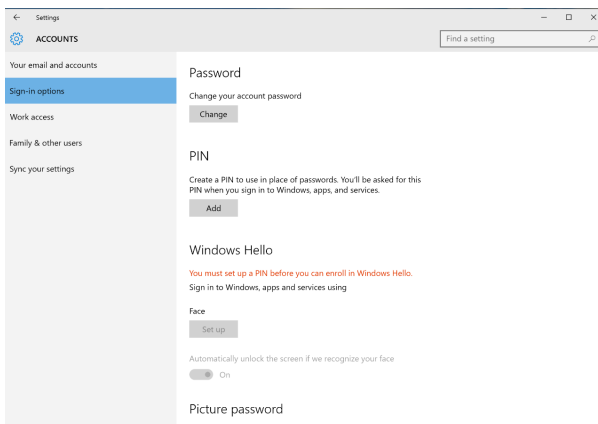 Settings
ACCOUNTS
Find a setting
Your email and accounts
Sign-in options
Work access
Family & other users
Sync your settings
Password
Change your account password
Change
PIN
Create a PIN to use in place of passwords. You'll be asked for this
PIN when you sign in to Windows, apps, and services.
Add
Windows Hello
You must set up a PIN before you can enroll in Windows Hello.
Sign in to Windows, apps and services using
Face
Set up
Automatically unlock the screen if we recognize your face
On
Picture password